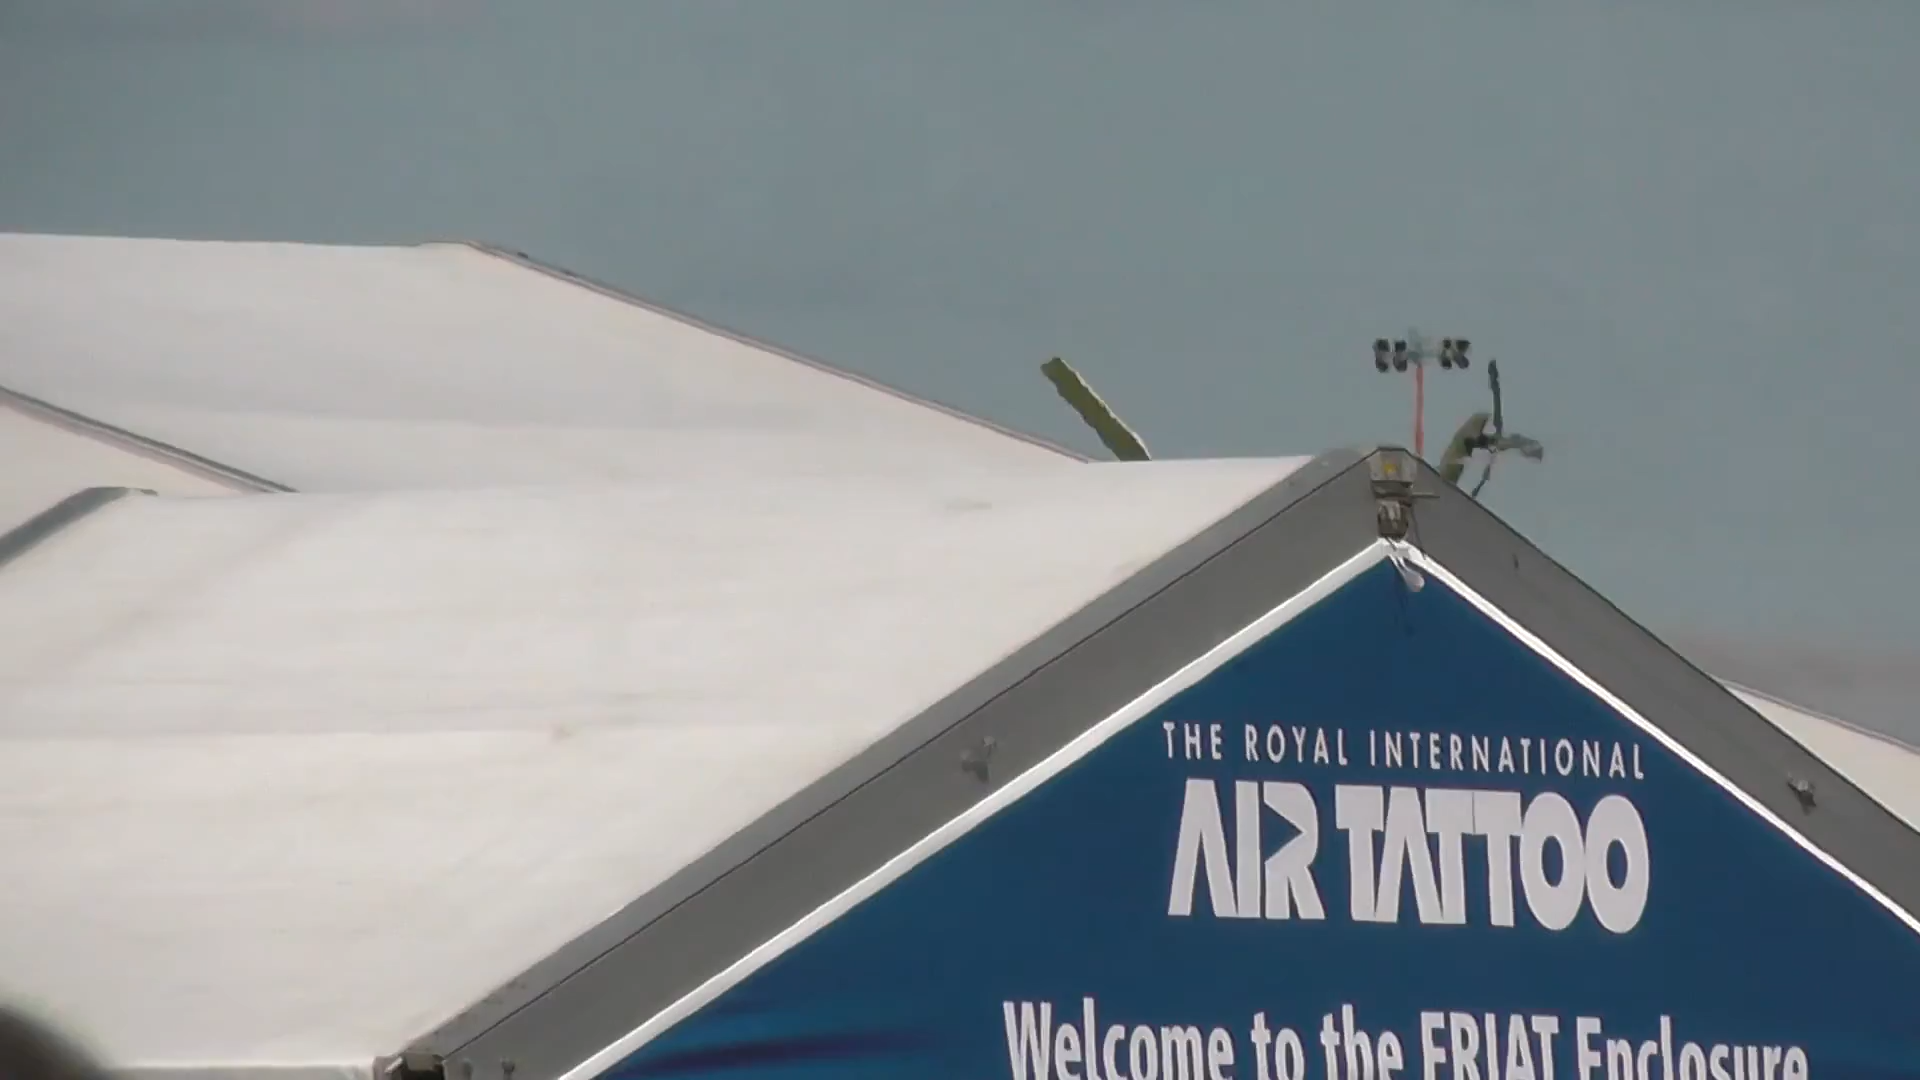 THE ROYAL INTERNATIONAL
AIR TATTOO
Welcome to the FRIAT Enclosure